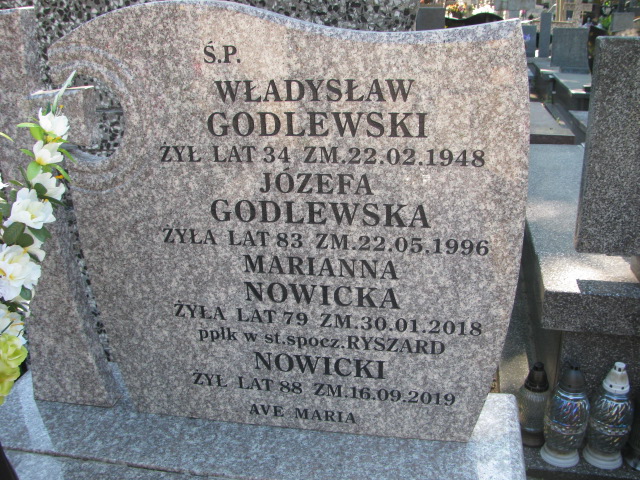 Ś.P.
WŁADYSŁAW
GODLEWSKI
ŻYŁ LAT 34 ZM.22.02.1948
JÓZEFA
GODLEWSKA
ŻYŁA LAT 83 ZM.22.05.1996
MARIANNA
NOWICKA
ŻYŁA LAT 79 ZM.30.01.2018
ppłk w st.spocz.RYSZARD
NOWICKI
ŻYŁ LAT 88 ZM.16.09.2019
AVE MARIA